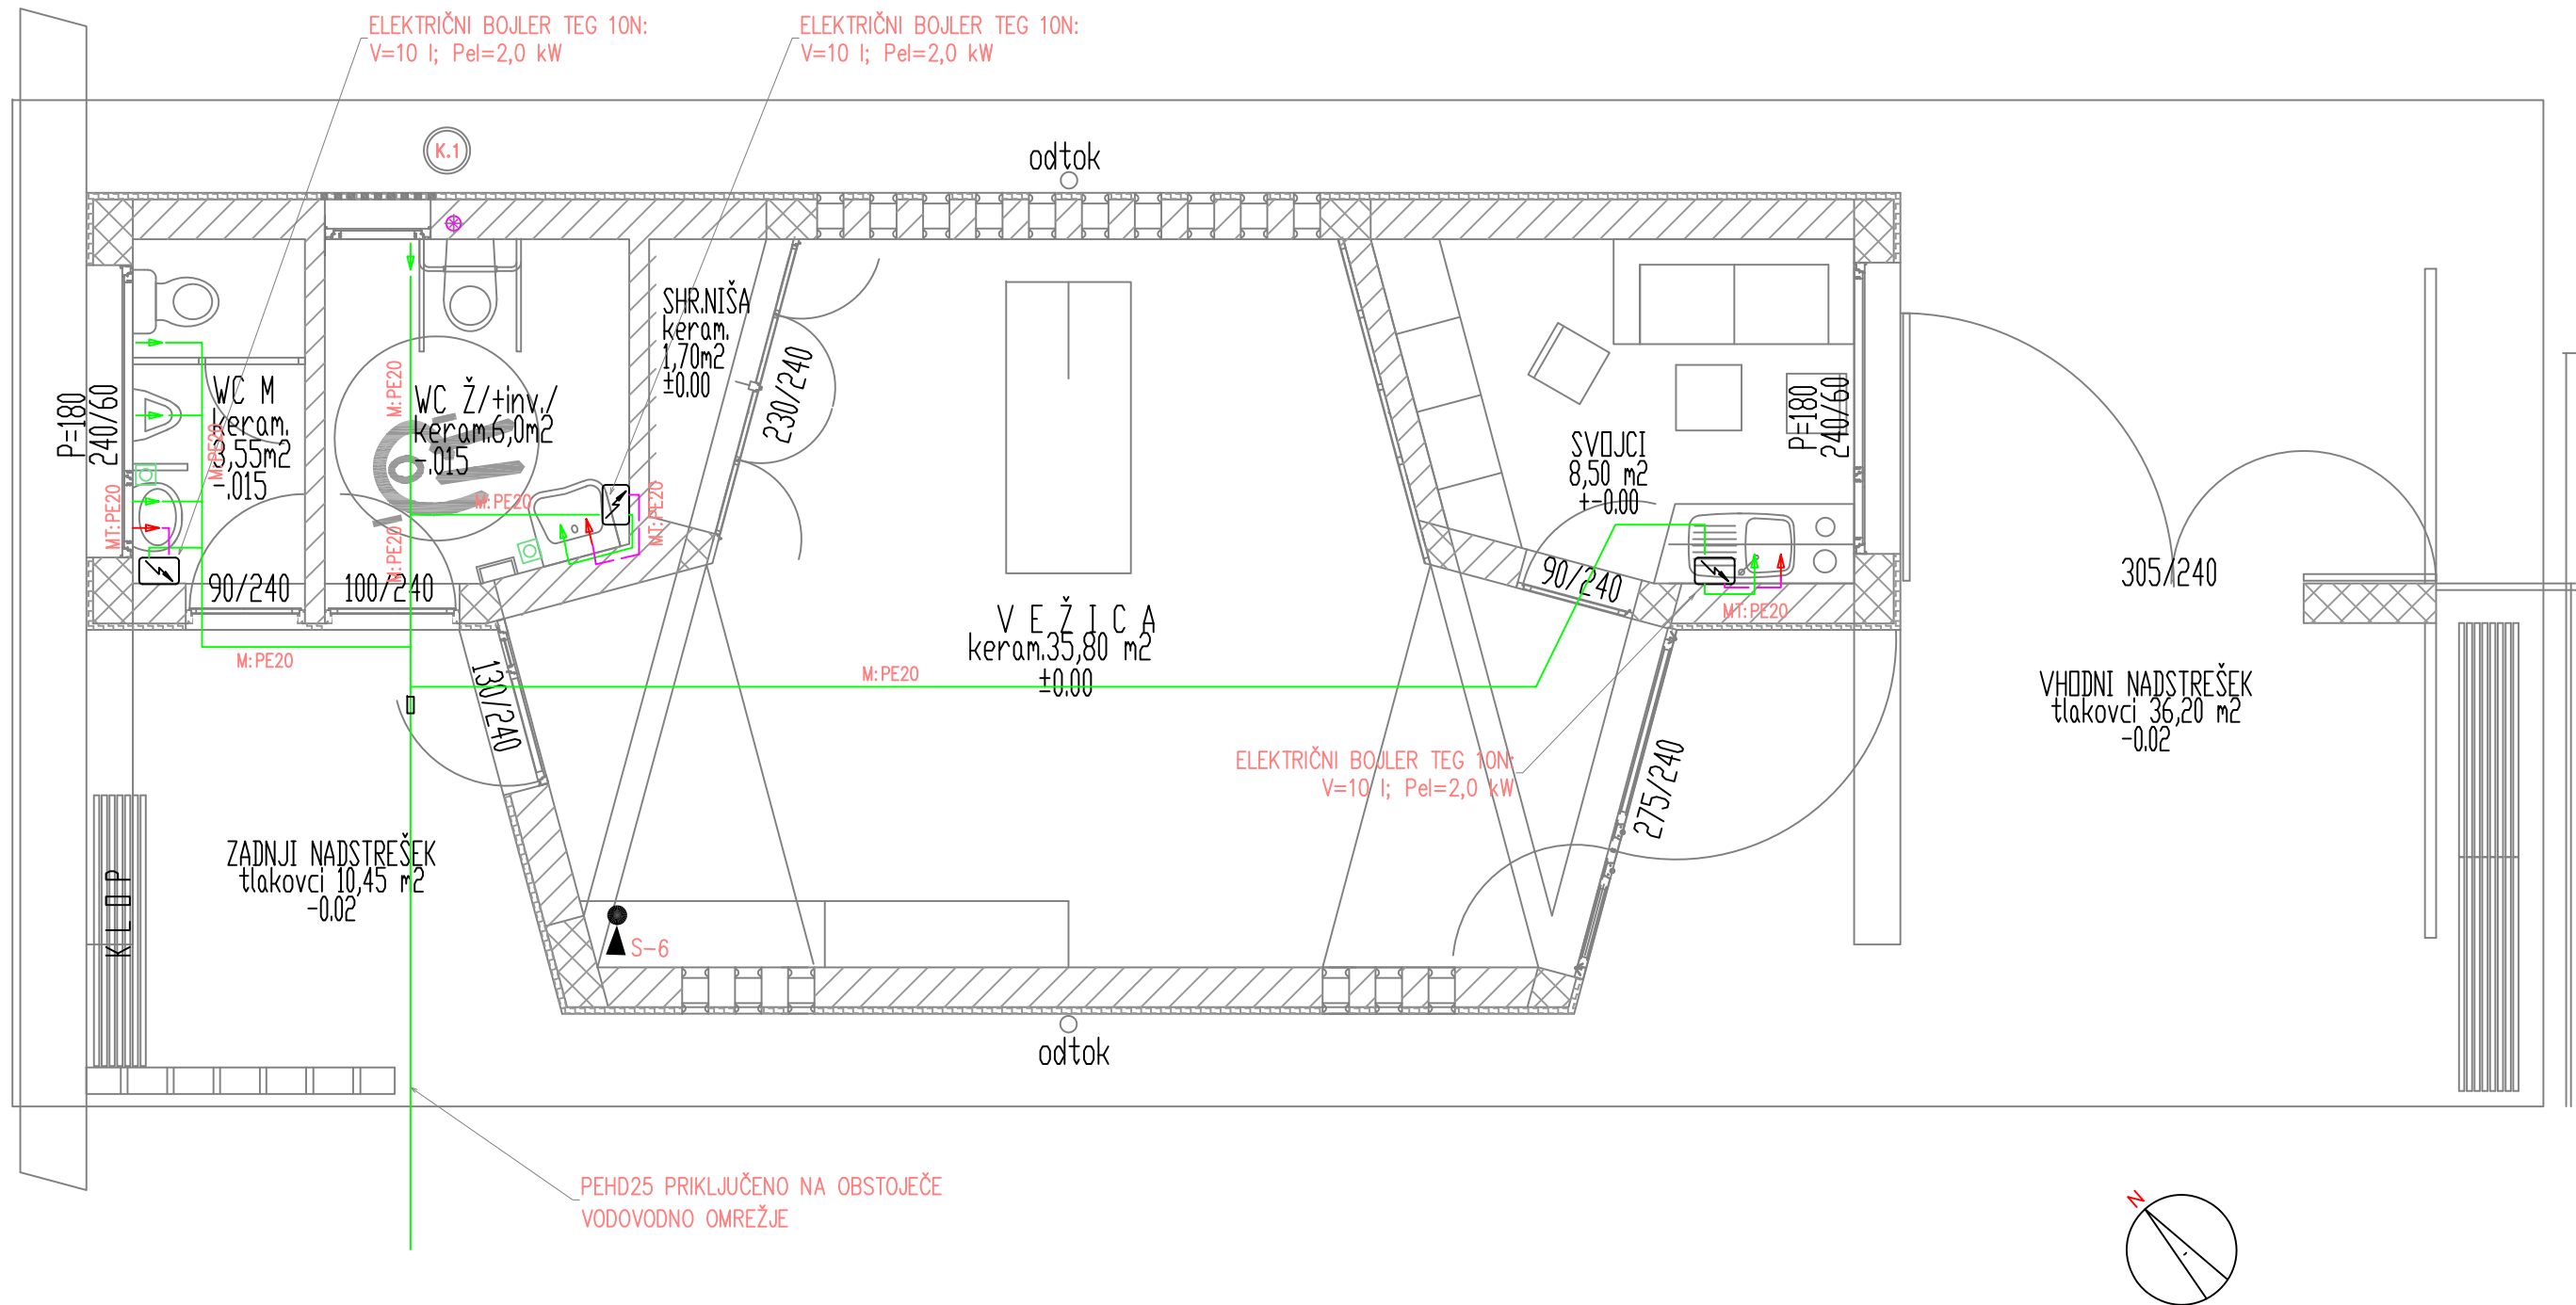 ELEKTRIČNI BOJLER TEG 10N:
V=10 l; Pel=2,0 kW
ELEKTRIČNI BOJLER TEG 10N:
V=10 l; Pel=2,0 kW
K.1
odtok
SHR.NIŠA
keram.
1,70m2
±0.00
230/240
P=180
240/60
WC M
keram.
3,55m2
-.015
M:PE20
MT:PE20
M:PE20
WC Ž/+inv./
keram.6,0m2
-.015
M:PE20
MT:PE20
M:PE20
90/240
100/240
M:PE20
130/240
V E Ž I C A
keram.35,80 m2
±0.00
M:PE20
SVOJCI
8,50 m2
+-0.00
P=180
240/60
90/240
MT:PE20
305/240
VHODNI NADSTREŠEK
tlakovci 36,20 m2
-0.02
ELEKTRIČNI BOJLER TEG 10N:
V=10 l; Pel=2,0 kW
275/240
ZADNJI NADSTREŠEK
tlakovci 10,45 m2
-0.02
KLOP
S-6
odtok
PEHD25 PRIKLJUČENO NA OBSTOJEČE
VODOVODNO OMREŽJE
N